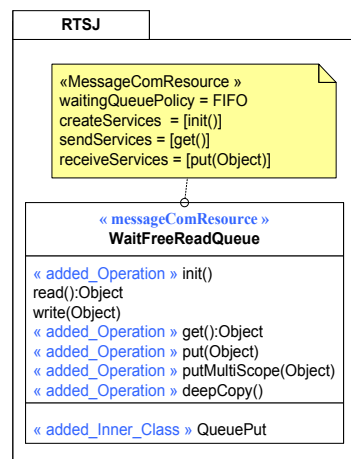 RTSJ
«MessageComResource »
waitingQueuePolicy = FIFO
createServices  = [init()]
sendServices = [get()]
receiveServices = [put(Object)]
« messageComResource »
WaitFreeReadQueue
« added_Operation » init()
read():Object
write(Object)
« added_Operation » get():Object
« added_Operation » put(Object)
« added_Operation » putMultiScope(Object)
« added_Operation » deepCopy()
« added_Inner_Class » QueuePut